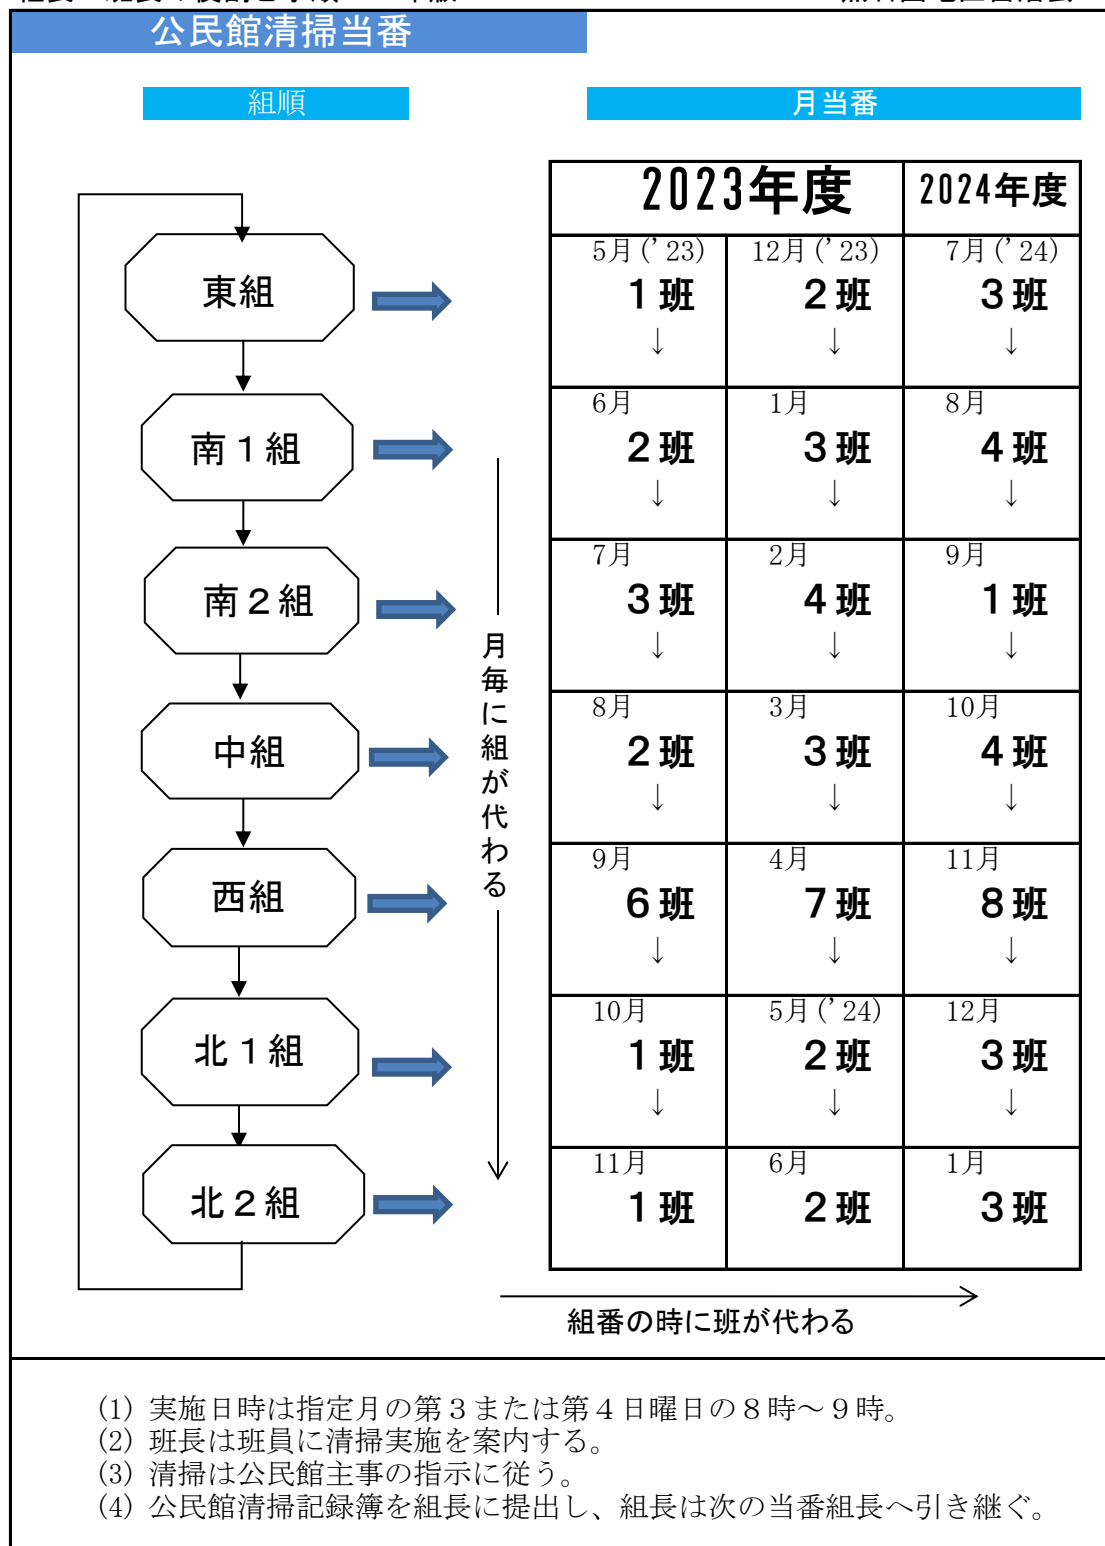 公民館清掃当番
組順
月当番
2023年度 2024年度
東組
5月(’23) 12月(’23) 7月(’24)
1班 2班 3班
↓ ↓ ↓
南1組
6月 1月 8月
2班 3班 4班
↓ ↓ ↓
南2組
7月 2月 9月
3班 4班 1班
↓ ↓ ↓
中組
8月 3月 10月
2班 3班 4班
↓ ↓ ↓
西組
9月 4月 11月
6班 7班 8班
↓ ↓ ↓
北1組
10月 5月(’24) 12月
1班 2班 3班
↓ ↓ ↓
北2組
11月 6月 1月
1班 2班 3班
月毎に組が代わる
組番の時に班が代わる
(1) 実施日時は指定月の第3または第4日曜日の8時～9時。
(2) 班長は班員に清掃実施を案内する。
(3) 清掃は公民館主事の指示に従う。
(4) 公民館清掃記録簿を組長に提出し、組長は次の当番組長へ引き継ぐ。